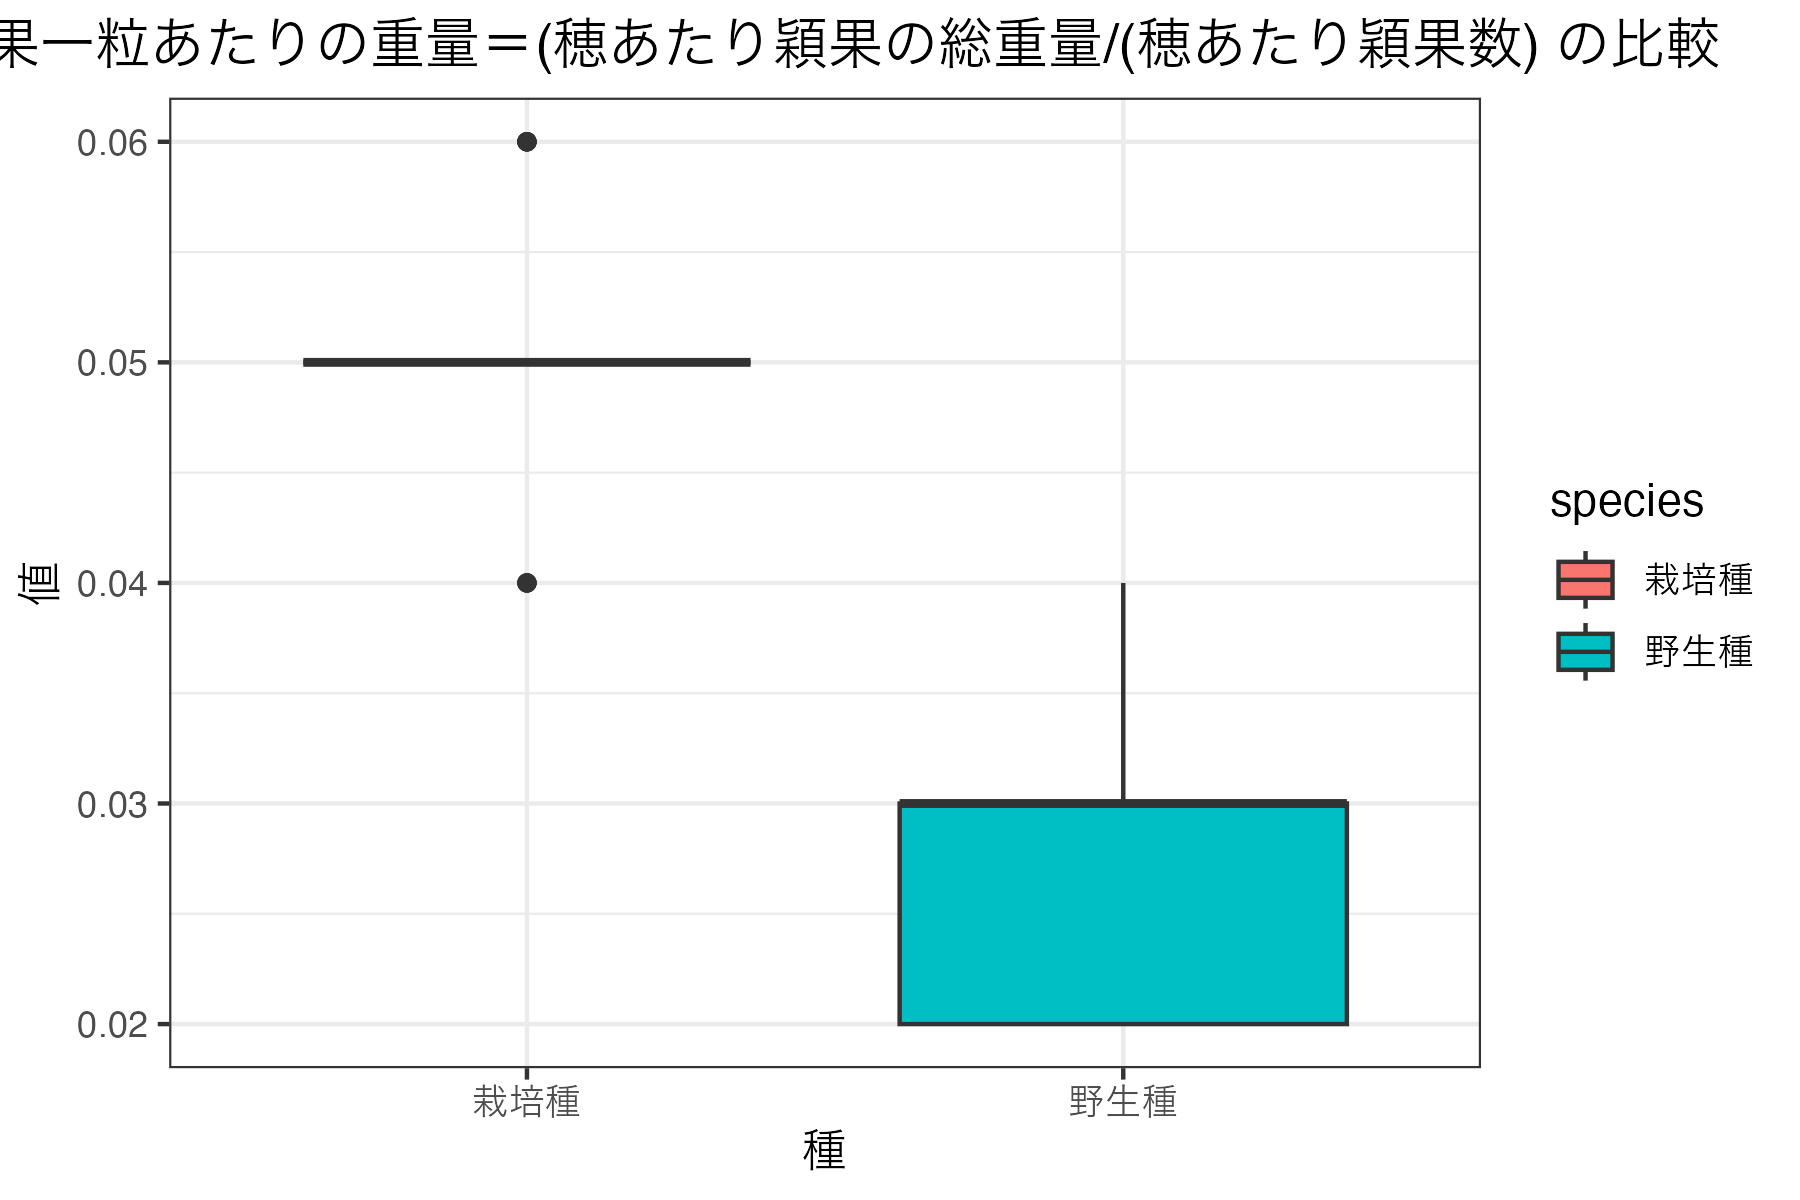 果一粒あたりの重量＝(穂あたり穎果の総重量/(穂あたり穎果数) の比較
0.06
0.05
0.04
0.03
0.02
値
栽培種
野生種
種
species
栽培種
野生種